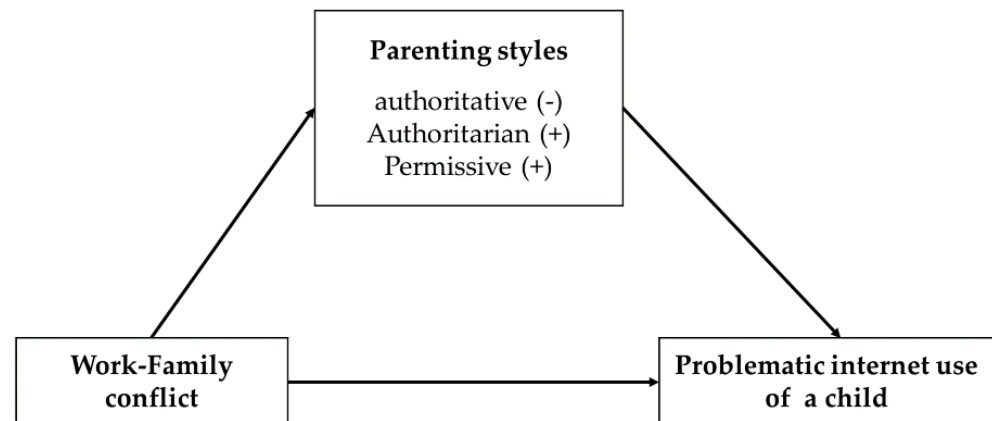 Parenting styles
authoritative (-)
Authoritarian (+)
Permissive (+)
Work-Family
conflict
Problematic internet use
of a child